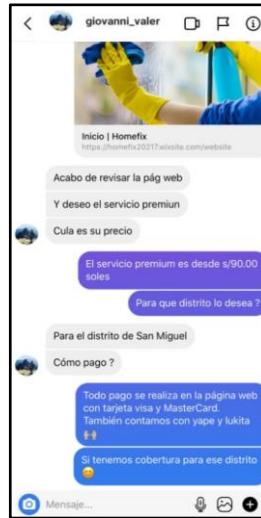 giovanni_valer
Inicio | Homefix
https://homefix20217.wixsite.com/website
Acabo de revisar la pág web
Y deseo el servicio premiun
Cula es su precio
El servicio premium es desde s/90.00
soles
Para que distrito lo desea ?
Para el distrito de San Miguel
Cómo pago ?
Todo pago se realiza en la página web
con tarjeta visa y MasterCard.
También contamos con yape y lukita
🙌🏻
Si tenemos cobertura para ese distrito
😊
Mensaje...